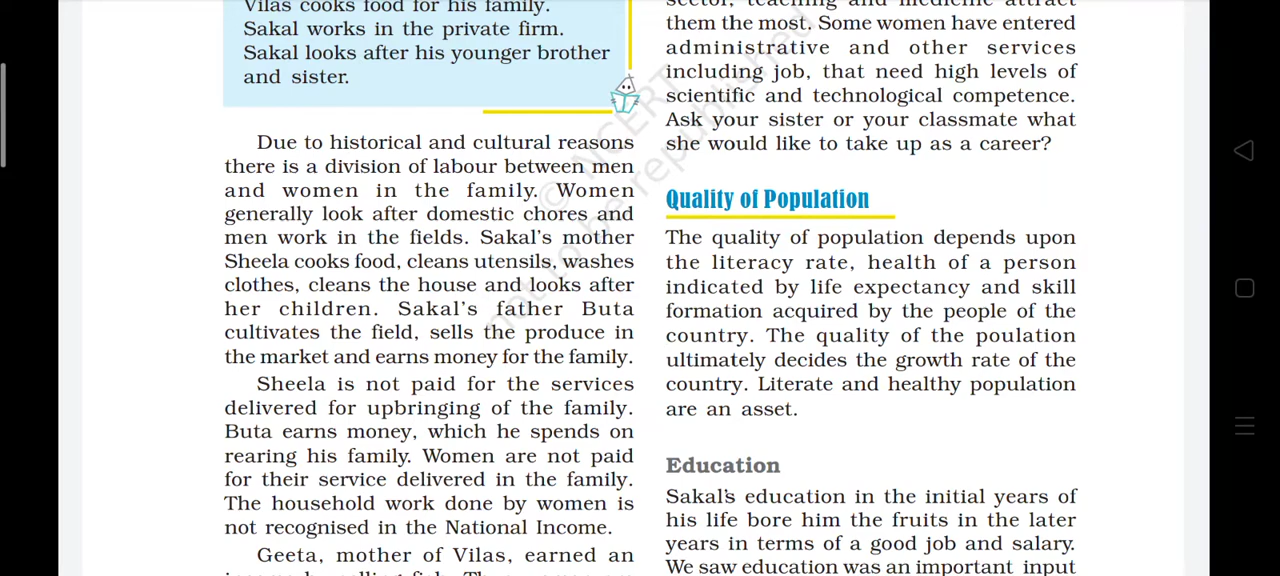 Vilas cooks food for his family.
Sakal works in the private firm.
Sakal looks after his younger brother
and sister.
Due to historical and cultural reasons
there is a division of labour between men
and women in the family. Women
generally look after domestic chores and
men work in the fields. Sakal's mother
Sheela cooks food, cleans utensils, washes
clothes, cleans the house and looks after
her children. Sakal's father Buta
cultivates the field, sells the produce in
the market and earns money for the family.
Sheela is not paid for the services
delivered for upbringing of the family.
Buta earns money, which he spends on
rearing his family. Women are not paid
for their service delivered in the family.
The household work done by women is
not recognised in the National Income.
Geeta, mother of Vilas, earned an
sector, teaching and medicine attract
them the most. Some women have entered
administrative and other services
including job, that need high levels of
scientific and technological competence.
Ask your sister or your classmate what
she would like to take up as a career?
Quality of Population
The quality of population depends upon
the literacy rate, health of a person
indicated by life expectancy and skill
formation acquired by the people of the
country. The quality of the poulation
ultimately decides the growth rate of the
country. Literate and healthy population
are an asset.
Education
Sakal's education in the initial years of
his life bore him the fruits in the later
years in terms of a good job and salary.
We saw education was an important input
© NCERT
not to be republished